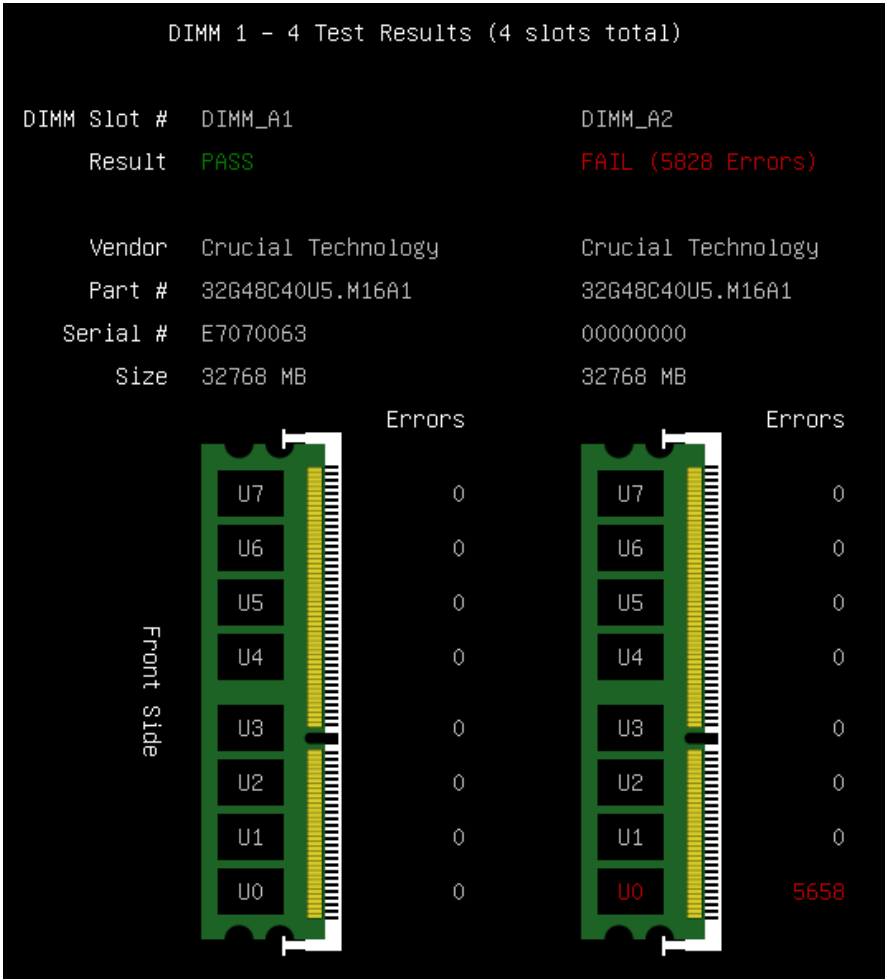 DIMM 1 - 4 Test Results (4 slots total)
DIMM Slot # DIMM_A1 DIMM_A2
Result PASS FAIL (5828 Errors)
Vendor Crucial Technology Crucial Technology
Part # 32G48C40U5.M16A1 32G48C40U5.M16A1
Serial # E7070063 00000000
Size 32768 MB 32768 MB
Errors Errors
U7 0 U7 0
U6 0 U6 0
U5 0 U5 0
U4 0 U4 0
Front Side
U3 0 U3 0
U2 0 U2 0
U1 0 U1 0
U0 0 U0 5658